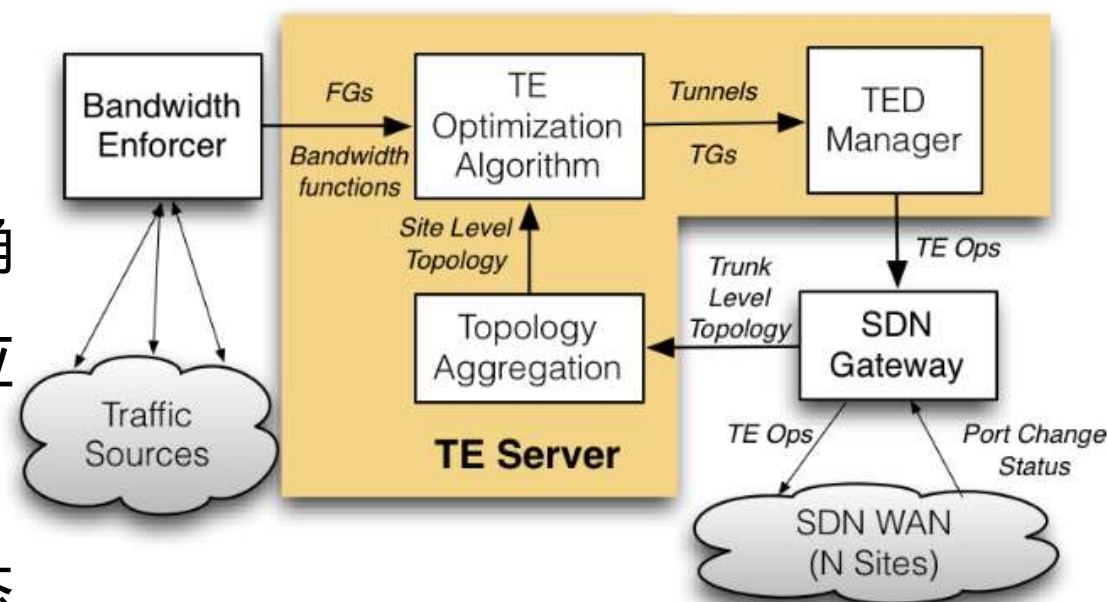 Bandwidth
Enforcer
FGs
Bandwidth
functions
TE
Optimization
Algorithm
Tunnels
TGs
TED
Manager
Site Level
Topology
TE Ops
Trunk
Level
Topology
Topology
Aggregation
SDN
Gateway
Traffic
Sources
TE Server
TE Ops
Port Change
Status
SDN WAN
(N Sites)